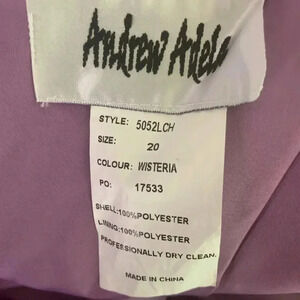 Andrew Adela
STYLE: 5052LCH
SIZE: 20
COLOUR: WISTERIA
PO: 17533
SHELL:100%POLYESTER
LINING:100%POLYESTER
PROFESSIONALLY DRY CLEAN.
MADE IN CHINA